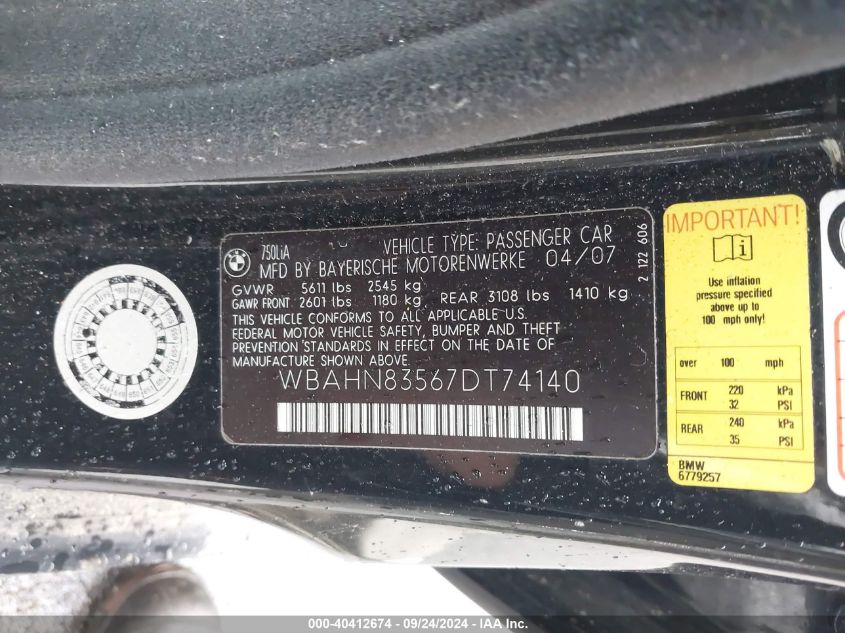 BMW
750LiA VEHICLE TYPE: PASSENGER CAR
MFD BY BAYERISCHE MOTORENWERKE 04/07
GVWR 5611 lbs 2545 kg
GAWR FRONT 2601 lbs 1180 kg REAR 3108 lbs 1410 kg
THIS VEHICLE CONFORMS TO ALL APPLICABLE U.S.
FEDERAL MOTOR VEHICLE SAFETY, BUMPER AND THEFT
PREVENTION STANDARDS IN EFFECT ON THE DATE OF
MANUFACTURE SHOWN ABOVE.
WBAHN83567DT74140
2 122 606
IMPORTANT!
i
Use inflation
pressure specified
above up to
100 mph only!
over 100 mph
FRONT 220 kPa
32 PSI
REAR 240 kPa
35 PSI
BMW
6779257
000-40412674 / 09/24/2024 - IAA Inc.